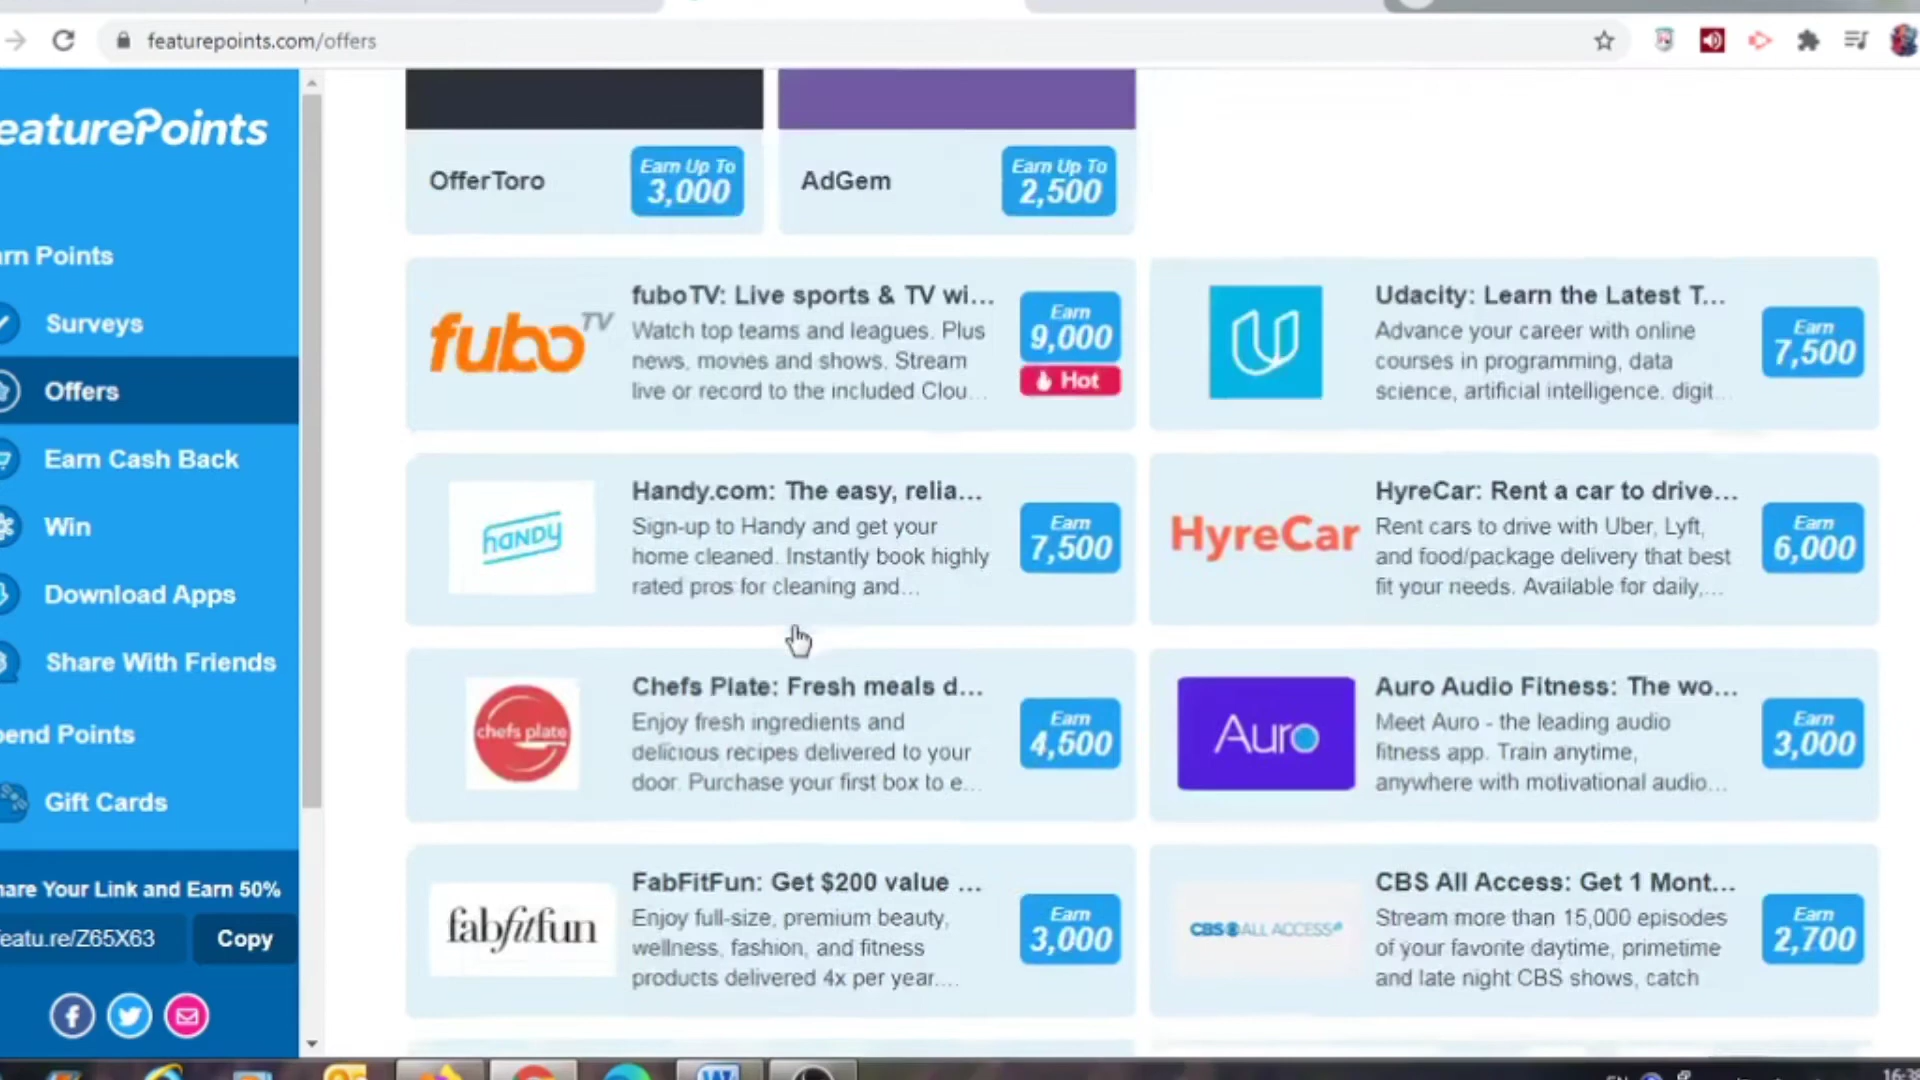 featurepoints.com/offers
eaturePoints
arn Points
Surveys
Offers
Earn Cash Back
Win
Download Apps
Share With Friends
pend Points
Gift Cards
hare Your Link and Earn 50%
featu.re/Z65X63
Copy
OfferToro
Earn Up To
3,000
AdGem
Earn Up To
2,500
fubo TV
fuboTV: Live sports & TV wi...
Watch top teams and leagues. Plus
news, movies and shows. Stream
live or record to the included Clou...
Earn
9,000
Hot
Udacity: Learn the Latest T...
Advance your career with online
courses in programming, data
science, artificial intelligence. digit...
Earn
7,500
HANDY
Handy.com: The easy, relia...
Sign-up to Handy and get your
home cleaned. Instantly book highly
rated pros for cleaning and...
Earn
7,500
HyreCar
HyreCar: Rent a car to drive...
Rent cars to drive with Uber, Lyft,
and food/package delivery that best
fit your needs. Available for daily,...
Earn
6,000
chefs plate
Chefs Plate: Fresh meals d...
Enjoy fresh ingredients and
delicious recipes delivered to your
door. Purchase your first box to e...
Earn
4,500
Auro
Auro Audio Fitness: The wo...
Meet Auro - the leading audio
fitness app. Train anytime,
anywhere with motivational audio...
Earn
3,000
fabfitfun
FabFitFun: Get $200 value ...
Enjoy full-size, premium beauty,
wellness, fashion, and fitness
products delivered 4x per year....
Earn
3,000
CBS ALL ACCESS
CBS All Access: Get 1 Mont...
Stream more than 15,000 episodes
of your favorite daytime, primetime
and late night CBS shows, catch
Earn
2,700